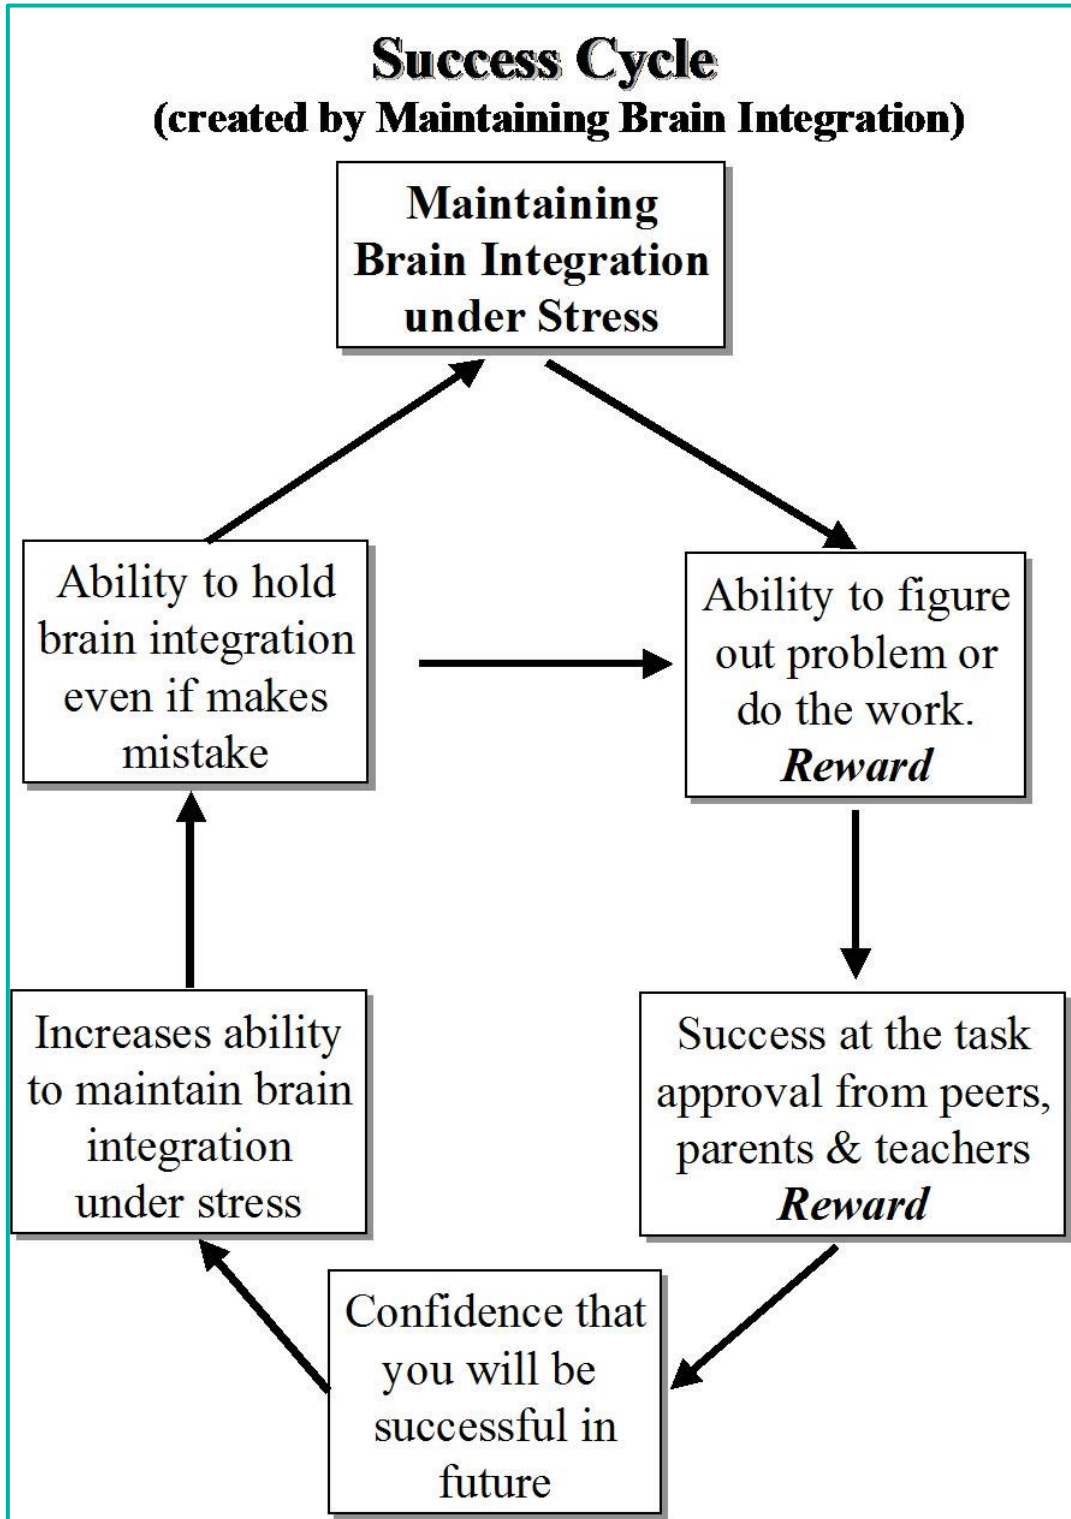 Success Cycle
(created by Maintaining Brain Integration)
Maintaining
Brain Integration
under Stress
Ability to hold
brain integration
even if makes
mistake
Ability to figure
out problem or
do the work.
Reward
Increases ability
to maintain brain
integration
under stress
Success at the task
approval from peers,
parents & teachers
Reward
Confidence that
you will be
successful in
future